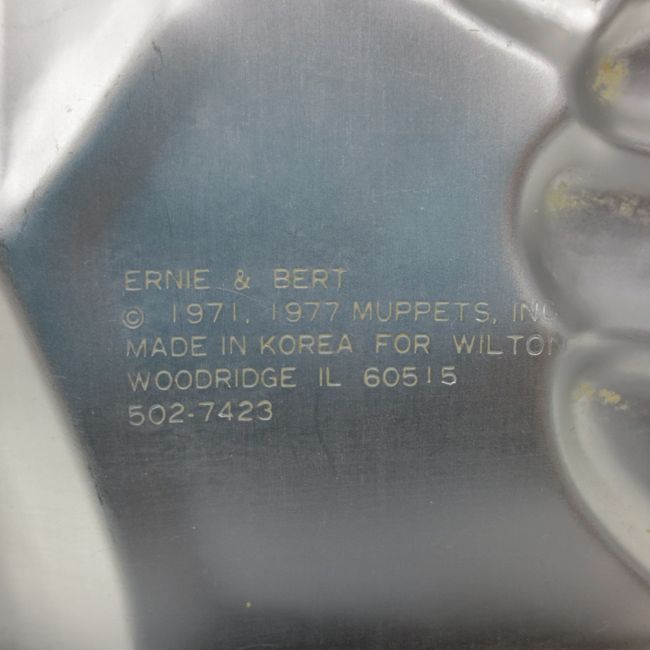 ERNIE & BERT
© 1971, 1977 MUPPETS, INC
MADE IN KOREA FOR WILTON
WOODRIDGE IL 60515
502-7423